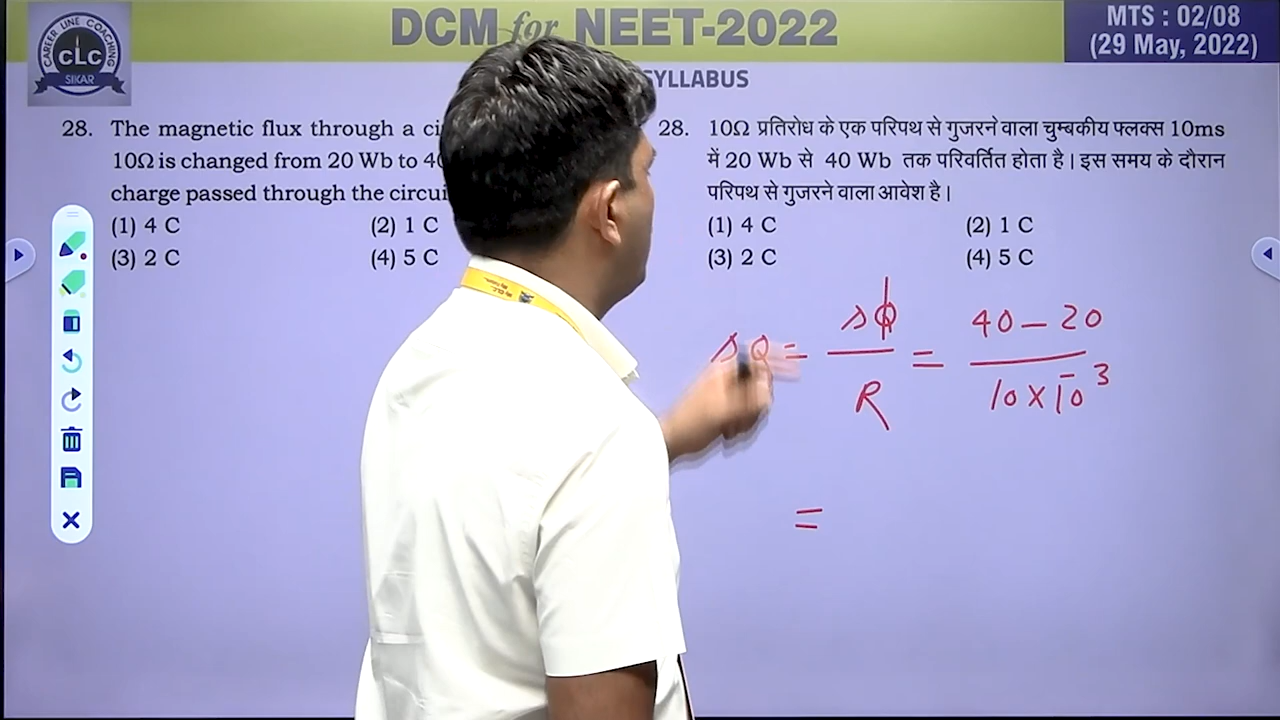 CAREER LINE COACHING
CLC
SIKAR
DCM for NEET-2022
MTS : 02/08
(29 May, 2022)
SYLLABUS
28. The magnetic flux through a
10Ω is changed from 20 Wb to
charge passed through the
(1) 4 C (2) 1 C
(3) 2 C (4) 5 C
28. 10Ω प्रतिरोध के एक परिपथ से गुजरने वाला चुम्बकीय फ्लक्स 10ms
में 20 Wb से 40 Wb तक परिवर्तित होता है। इस समय के दौरान
परिपथ से गुजरने वाला आवेश है।
(1) 4 C (2) 1 C
(3) 2 C (4) 5 C
ΔQ = Δϕ / R = 40 - 20 / 10 x 10⁻³
=